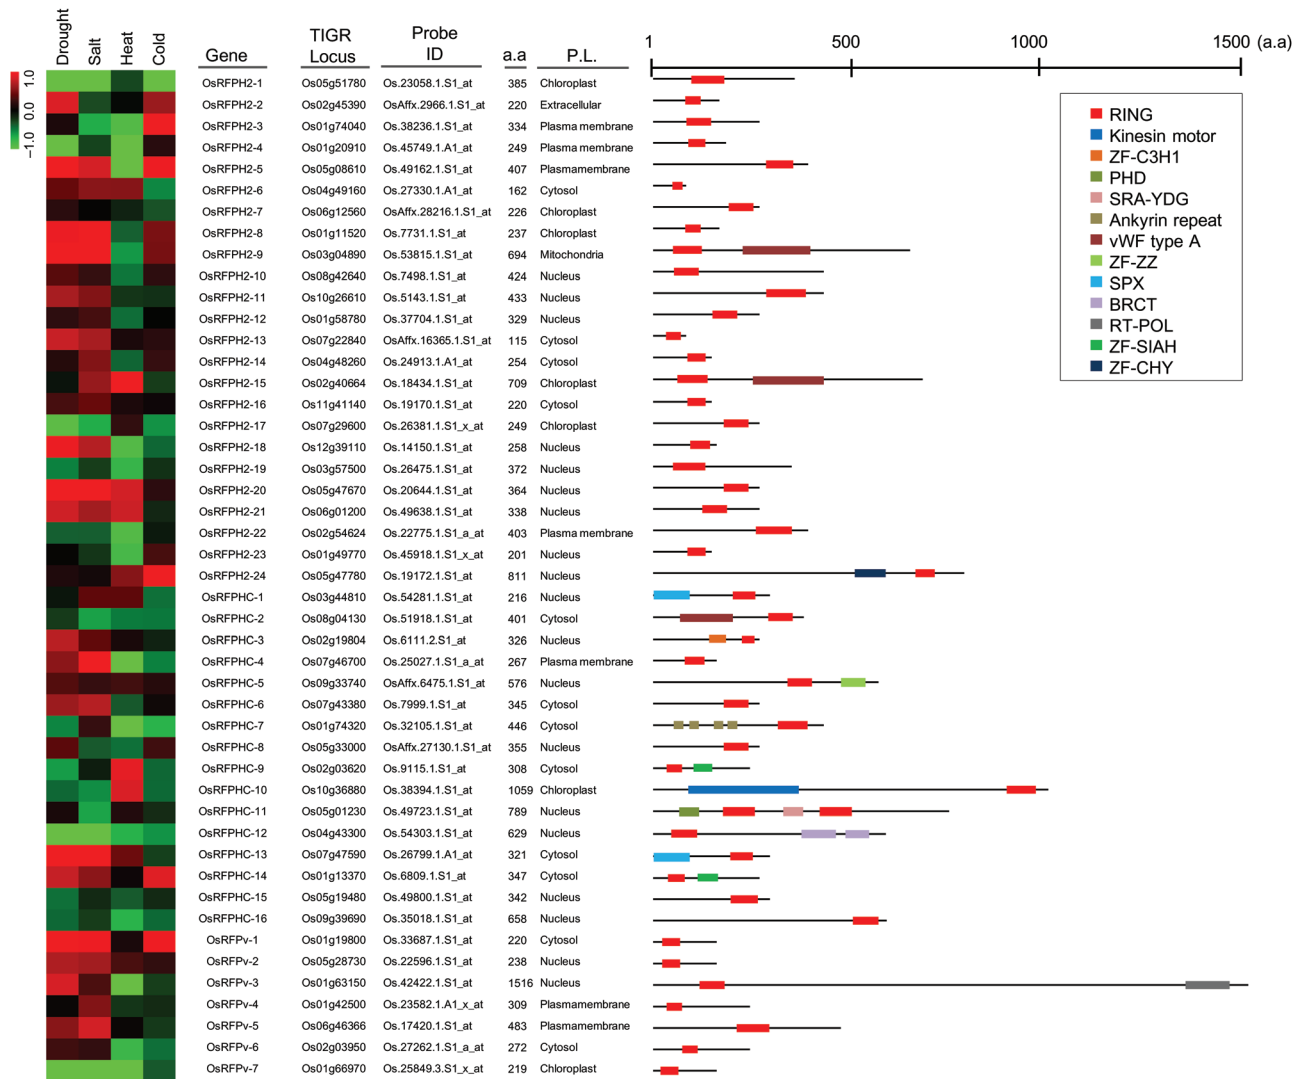 Drought Salt Heat Cold
1.0 0.0 −1.0
Gene TIGR Locus Probe ID a.a P.L.
1 500 1000 1500 (a.a)
OsRFPH2-1 Os05g51780 Os.23058.1.S1_at 385 Chloroplast
OsRFPH2-2 Os02g45390 OsAffx.2966.1.S1_at 220 Extracellular
OsRFPH2-3 Os01g74040 Os.38236.1.S1_at 334 Plasma membrane
OsRFPH2-4 Os01g20910 Os.45749.1.A1_at 249 Plasma membrane
OsRFPH2-5 Os05g08610 Os.49162.1.S1_at 407 Plasmamembrane
OsRFPH2-6 Os04g49160 Os.27330.1.A1_at 162 Cytosol
OsRFPH2-7 Os06g12560 OsAffx.28216.1.S1_at 226 Chloroplast
OsRFPH2-8 Os01g11520 Os.7731.1.S1_at 237 Chloroplast
OsRFPH2-9 Os03g04890 Os.53815.1.S1_at 694 Mitochondria
OsRFPH2-10 Os08g42640 Os.7498.1.S1_at 424 Nucleus
OsRFPH2-11 Os10g26610 Os.5143.1.S1_at 433 Nucleus
OsRFPH2-12 Os01g58780 Os.37704.1.S1_at 329 Nucleus
OsRFPH2-13 Os07g22840 OsAffx.16365.1.S1_at 115 Cytosol
OsRFPH2-14 Os04g48260 Os.24913.1.A1_at 254 Cytosol
OsRFPH2-15 Os02g40664 Os.18434.1.S1_at 709 Chloroplast
OsRFPH2-16 Os11g41140 Os.19170.1.S1_at 220 Cytosol
OsRFPH2-17 Os07g29600 Os.26381.1.S1_x_at 249 Chloroplast
OsRFPH2-18 Os12g39110 Os.14150.1.S1_at 258 Nucleus
OsRFPH2-19 Os03g57500 Os.26475.1.S1_at 372 Nucleus
OsRFPH2-20 Os05g47670 Os.20644.1.S1_at 364 Nucleus
OsRFPH2-21 Os06g01200 Os.49638.1.S1_at 338 Nucleus
OsRFPH2-22 Os02g54624 Os.22775.1.S1_a_at 403 Plasma membrane
OsRFPH2-23 Os01g49770 Os.45918.1.S1_x_at 201 Nucleus
OsRFPH2-24 Os05g47780 Os.19172.1.S1_at 811 Nucleus
OsRFPHC-1 Os03g44810 Os.54281.1.S1_at 216 Nucleus
OsRFPHC-2 Os08g04130 Os.51918.1.S1_at 401 Cytosol
OsRFPHC-3 Os02g19804 Os.6111.2.S1_at 326 Nucleus
OsRFPHC-4 Os07g46700 Os.25027.1.S1_a_at 267 Plasma membrane
OsRFPHC-5 Os09g33740 OsAffx.6475.1.S1_at 576 Nucleus
OsRFPHC-6 Os07g43380 Os.7999.1.S1_at 345 Cytosol
OsRFPHC-7 Os01g74320 Os.32105.1.S1_at 446 Cytosol
OsRFPHC-8 Os05g33000 OsAffx.27130.1.S1_at 355 Nucleus
OsRFPHC-9 Os02g03620 Os.9115.1.S1_at 308 Cytosol
OsRFPHC-10 Os10g36880 Os.38394.1.S1_at 1059 Chloroplast
OsRFPHC-11 Os05g01230 Os.49723.1.S1_at 789 Nucleus
OsRFPHC-12 Os04g43300 Os.54303.1.S1_at 629 Nucleus
OsRFPHC-13 Os07g47590 Os.26799.1.A1_at 321 Cytosol
OsRFPHC-14 Os01g13370 Os.6809.1.S1_at 347 Cytosol
OsRFPHC-15 Os05g19480 Os.49800.1.S1_at 342 Nucleus
OsRFPHC-16 Os09g39690 Os.35018.1.S1_at 658 Nucleus
OsRFPv-1 Os01g19800 Os.33687.1.S1_at 220 Cytosol
OsRFPv-2 Os05g28730 Os.22596.1.S1_at 238 Nucleus
OsRFPv-3 Os01g63150 Os.42422.1.S1_at 1516 Nucleus
OsRFPv-4 Os01g42500 Os.23582.1.A1_x_at 309 Plasmamembrane
OsRFPv-5 Os06g46366 Os.17420.1.S1_at 483 Plasmamembrane
OsRFPv-6 Os02g03950 Os.27262.1.S1_a_at 272 Cytosol
OsRFPv-7 Os01g66970 Os.25849.3.S1_x_at 219 Chloroplast
RING
Kinesin motor
ZF-C3H1
PHD
SRA-YDG
Ankyrin repeat
vWF type A
ZF-ZZ
SPX
BRCT
RT-POL
ZF-SIAH
ZF-CHY